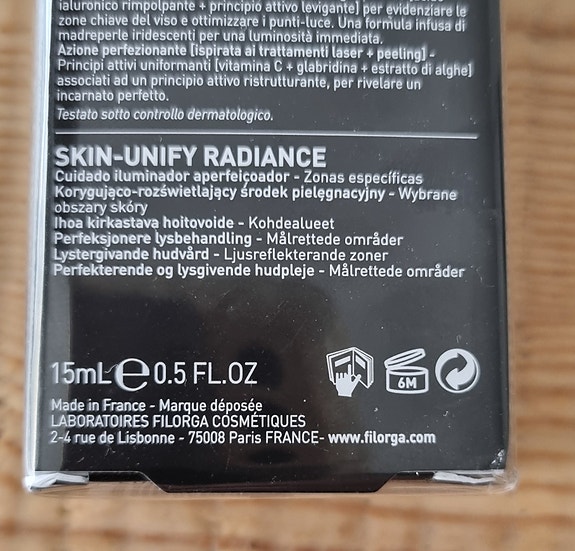 ialuronico rimpolpante + principio attivo levigante] per evidenziare le
zone chiave del viso e ottimizzare i punti-luce. Una formula infusa di
madreperle iridescenti per una luminosità immediata.
Azione perfezionante [ispirata ai trattamenti laser + peeling] -
Principi attivi uniformanti [vitamina C + glabridina + estratto di alghe]
associati ad un principio attivo ristrutturante, per rivelare un
incarnato perfetto.
Testato sotto controllo dermatologico.
SKIN-UNIFY RADIANCE
Cuidado iluminador aperfeiçoador - Zonas específicas
Korygująco-rozświetlający środek pielęgnacyjny - Wybrane
obszary skóry
Ihoa kirkastava hoitovoide - Kohdealueet
Perfeksjonere lysbehandling - Målrettede områder
Lystergivande hudvård - Ljusreflekterande zoner
Perfekterende og lysgivende hudpleje - Målrettede områder
15mL e 0.5 FL.OZ
6M
Made in France - Marque déposée
LABORATOIRES FILORGA COSMÉTIQUES
2-4 rue de Lisbonne - 75008 Paris FRANCE- www.filorga.com